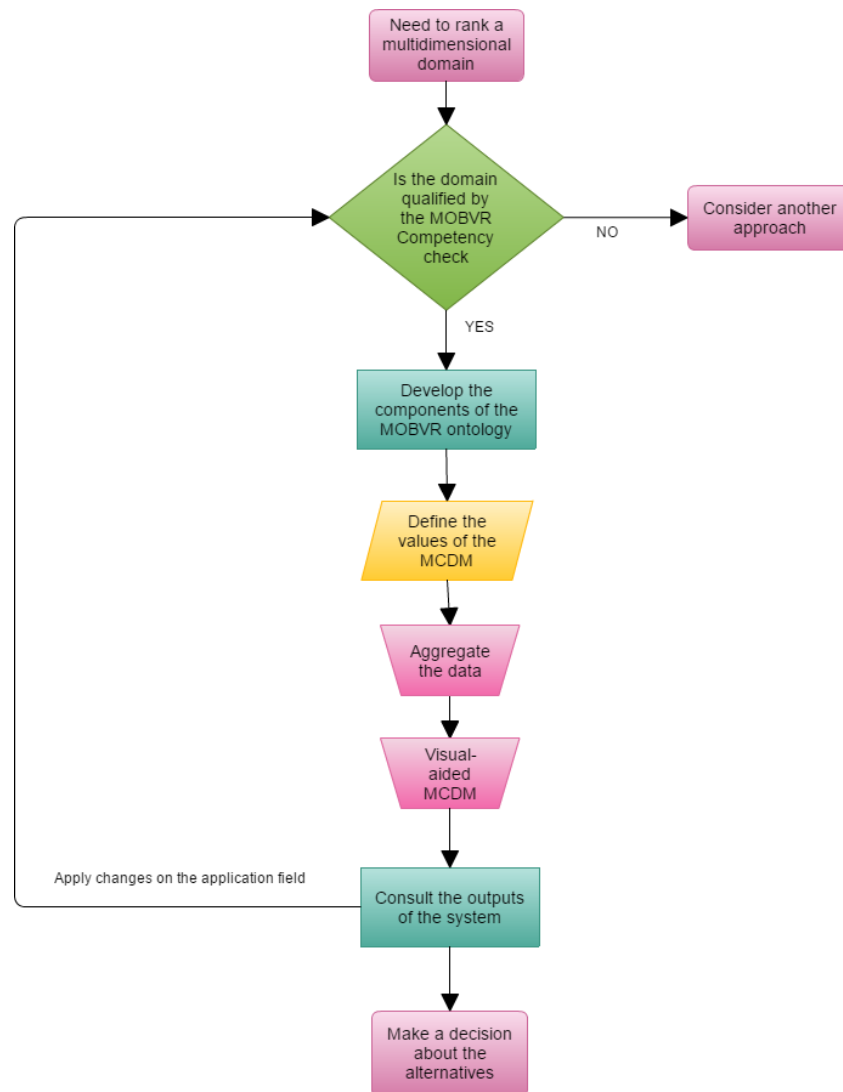 Need to rank a
multidimensional
domain
Is the domain
qualified by
the MOBVR
Competency
check
NO
Consider another
approach
YES
Develop the
components of the
MOBVR ontology
Define the
values of the
MCDM
Aggregate
the data
Visual-
aided
MCDM
Apply changes on the application field
Consult the outputs
of the system
Make a decision
about the
alternatives